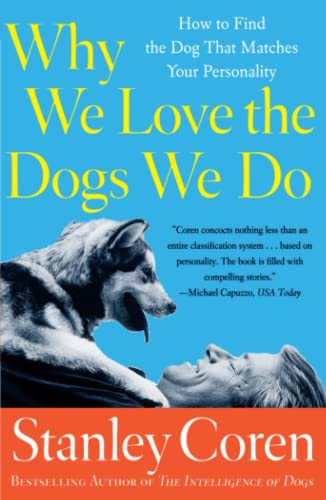 How to Find
the Dog That Matches
Your Personality
Why
We Love the
Dogs We Do
"Coren concocts nothing less than an
entire classification system . . . based on
personality. The book is filled with
compelling stories."
—Michael Capuzzo, USA Today
Stanley Coren
Bestselling Author of The Intelligence of Dogs